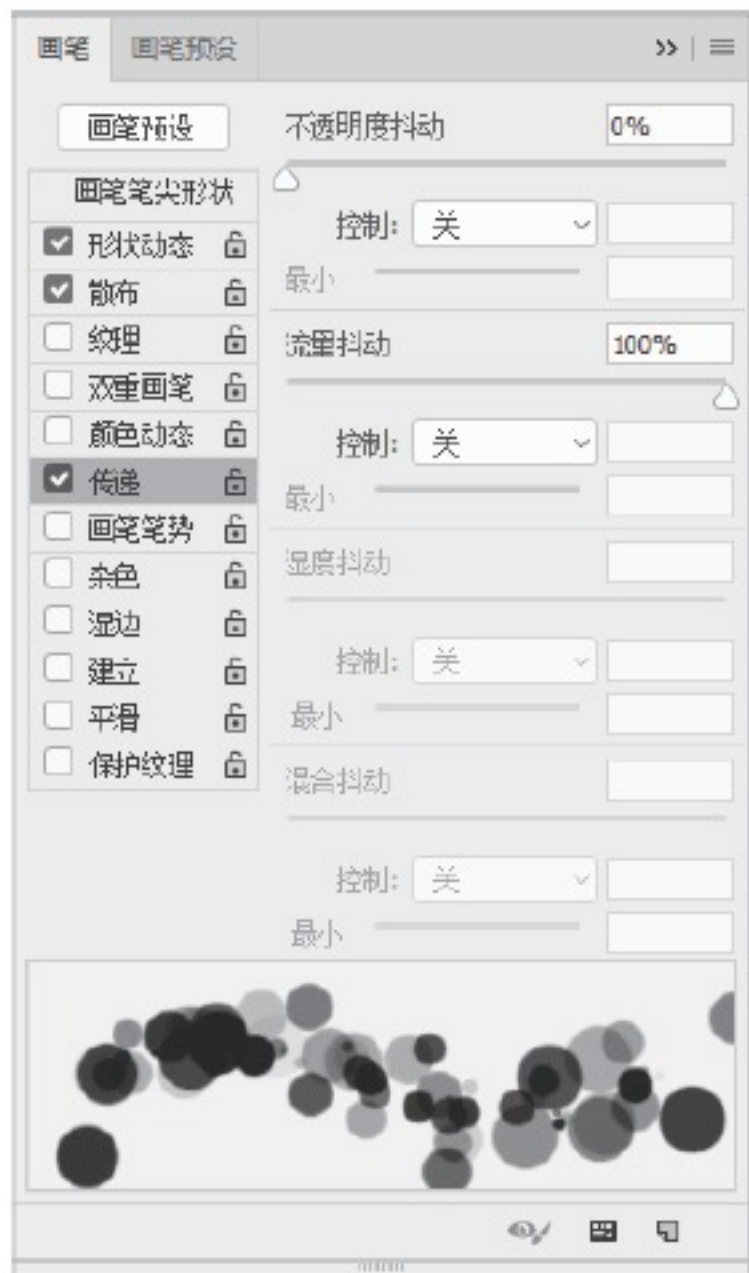 画笔 画笔预设
画笔预设
画笔笔尖形状
形状动态
散布
纹理
双重画笔
颜色动态
传递
画笔笔势
杂色
湿边
建立
平滑
保护纹理
不透明度抖动 0%
控制: 关
最小
流量抖动 100%
控制: 关
最小
湿度抖动
控制: 关
最小
混合抖动
控制: 关
最小